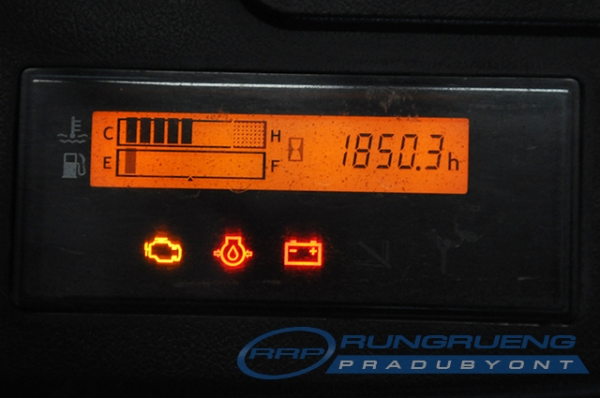 C H 1850.3h
E F
- +
RRP RUNGRUENG
PRADUBYONT